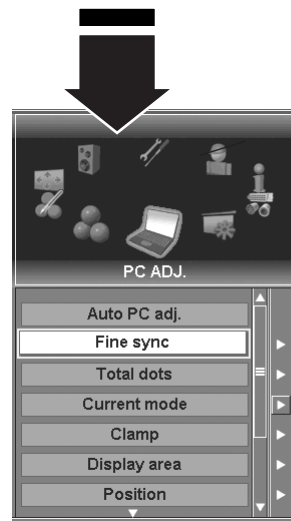 PC ADJ.
Auto PC adj.
Fine sync
Total dots
Current mode
Clamp
Display area
Position